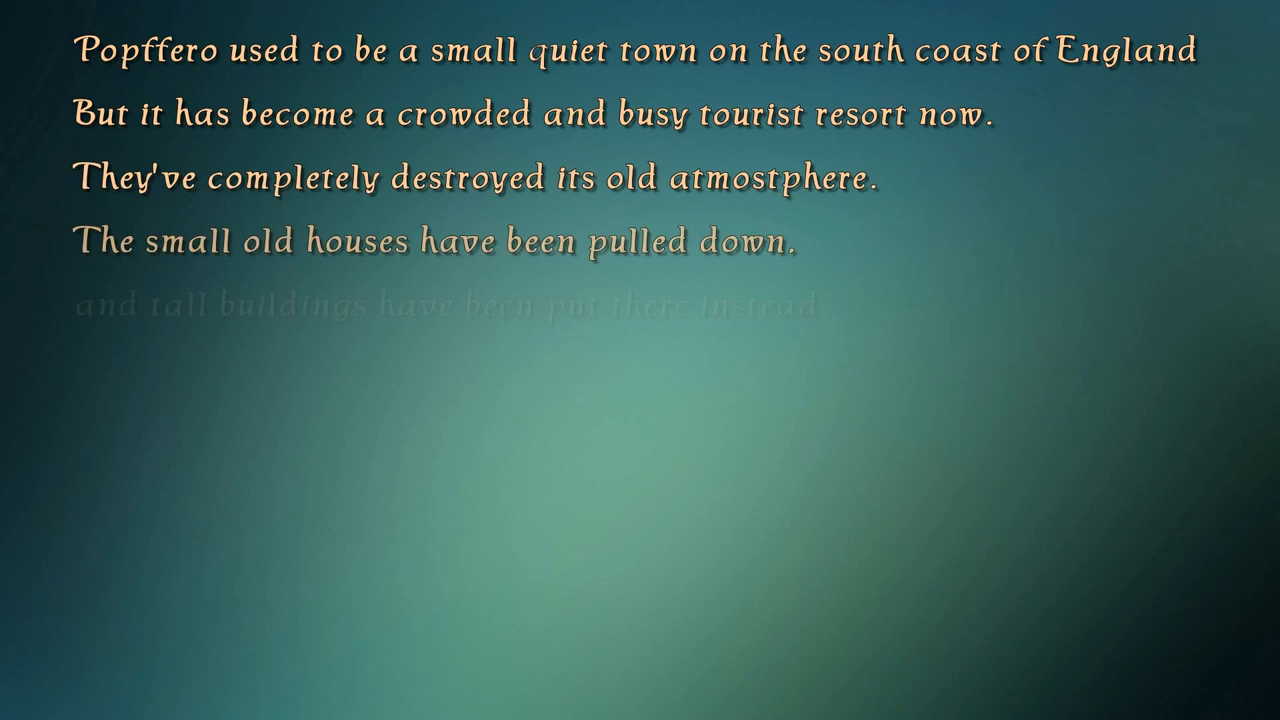 Popffero used to be a small quiet town on the south coast of England
But it has become a crowded and busy tourist resort now.
They've completely destroyed its old atmostphere.
The small old houses have been pulled down.
and tall buildings have been put there instead.